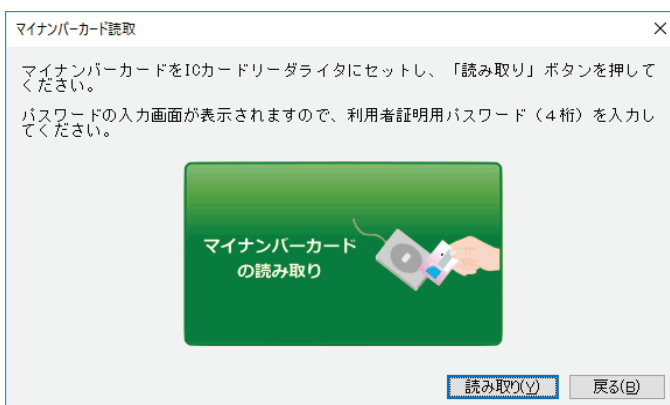 マイナンバーカード読取
マイナンバーカードをICカードリーダライタにセットし、「読み取り」ボタンを押して
ください。
パスワードの入力画面が表示されますので、利用者証明用パスワード（４桁）を入力し
てください。
マイナンバーカード
の読み取り
読み取り(Y)
戻る(B)